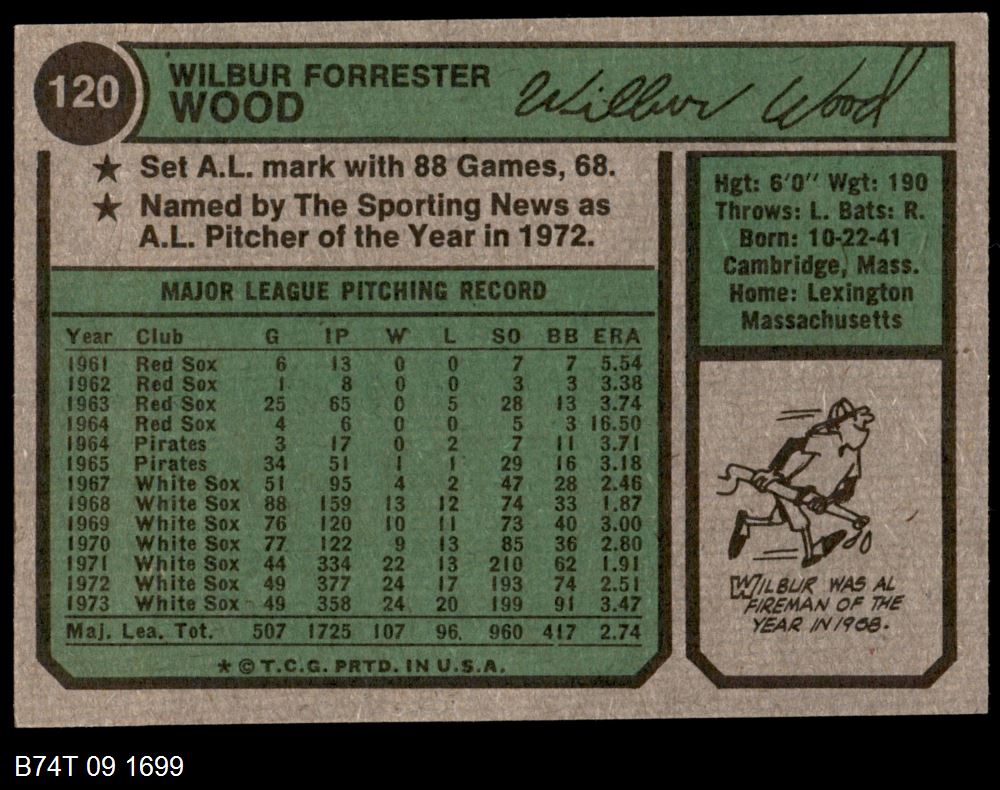 120
WILBUR FORRESTER
WOOD
Wilbur Wood
★ Set A.L. mark with 88 Games, 68.
★ Named by The Sporting News as
A.L. Pitcher of the Year in 1972.
MAJOR LEAGUE PITCHING RECORD
Year Club G IP W L SO BB ERA
1961 Red Sox 6 13 0 0 7 7 5.54
1962 Red Sox 1 8 0 0 3 3 3.38
1963 Red Sox 25 65 0 5 28 13 3.74
1964 Red Sox 4 6 0 0 5 3 16.50
1964 Pirates 3 17 0 2 7 11 3.71
1965 Pirates 34 51 1 1 29 16 3.18
1967 White Sox 51 95 4 2 47 28 2.46
1968 White Sox 88 159 13 12 74 33 1.87
1969 White Sox 76 120 10 11 73 40 3.00
1970 White Sox 77 122 9 13 85 36 2.80
1971 White Sox 44 334 22 13 210 62 1.91
1972 White Sox 49 377 24 17 193 74 2.51
1973 White Sox 49 358 24 20 199 91 3.47
Maj. Lea. Tot. 507 1725 107 96 960 417 2.74
* © T.C.G. PRTD. IN U.S.A.
Hgt: 6'0" Wgt: 190
Throws: L. Bats: R.
Born: 10-22-41
Cambridge, Mass.
Home: Lexington
Massachusetts
WILBUR WAS AL
FIREMAN OF THE
YEAR IN 1968.
B74T 09 1699